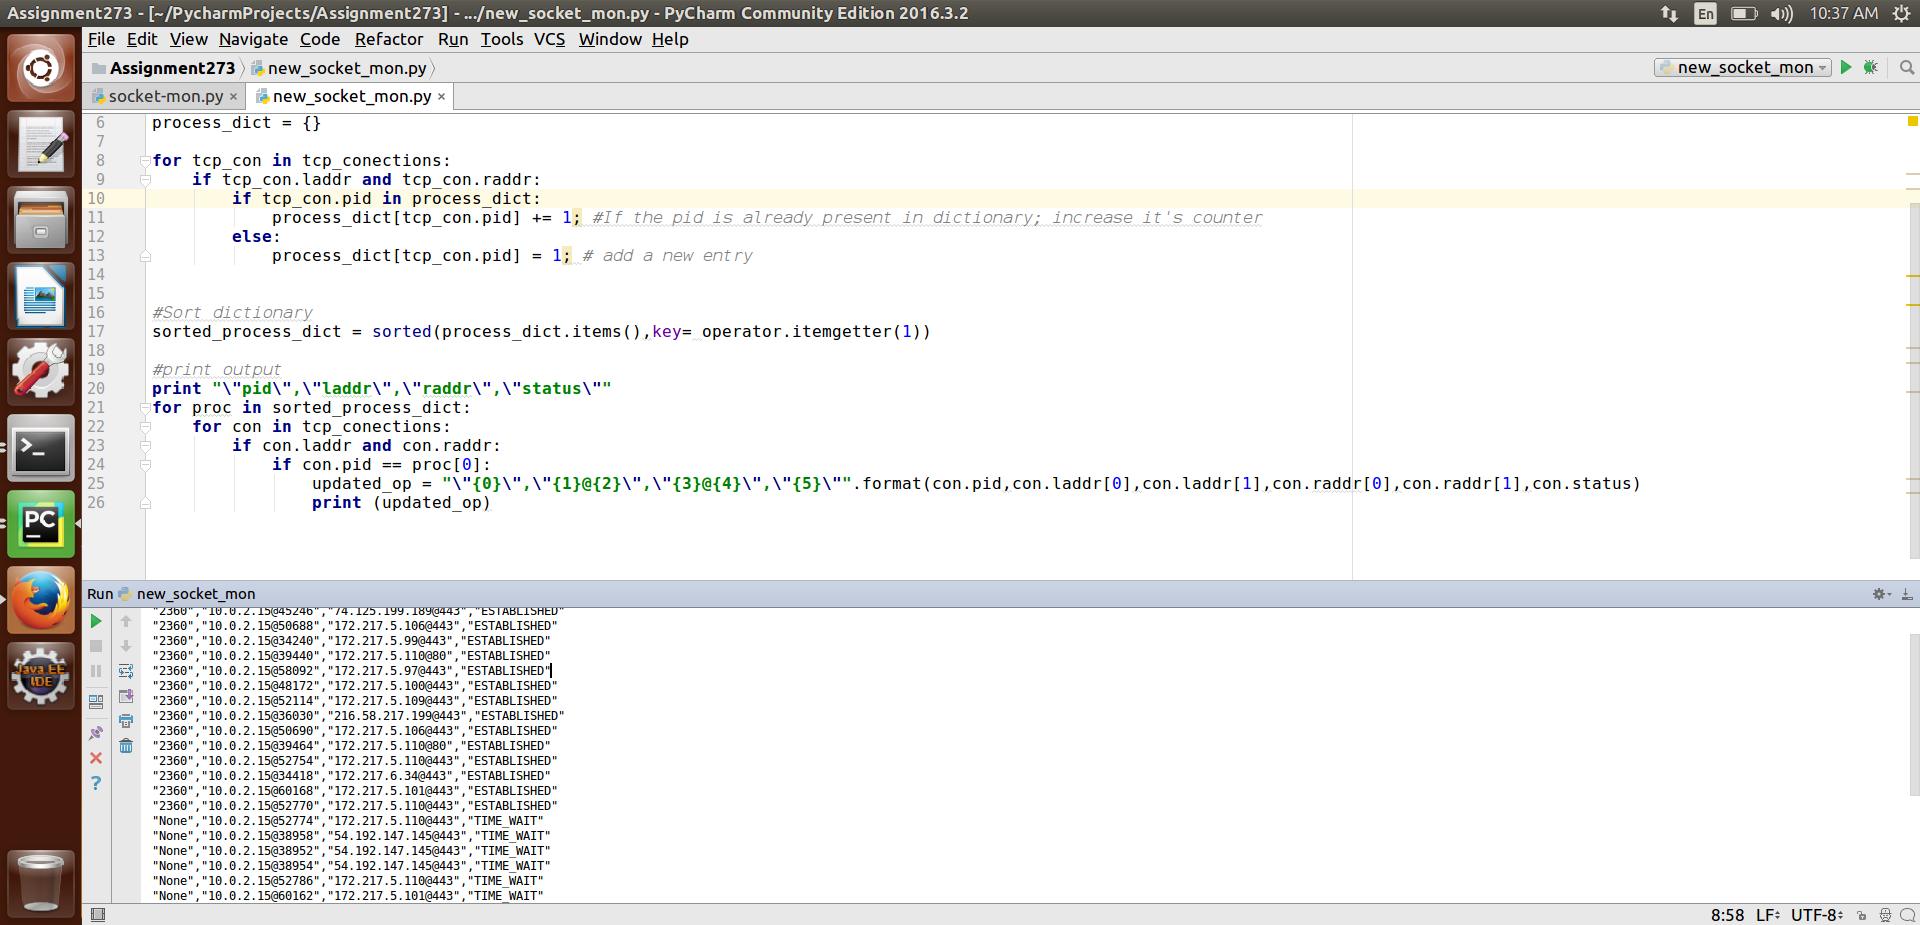 Assignment273 - [~/PycharmProjects/Assignment273] - .../new_socket_mon.py - PyCharm Community Edition 2016.3.2
En
10:37 AM
File Edit View Navigate Code Refactor Run Tools VCS Window Help
Assignment273 new_socket_mon.py
new_socket_mon
socket-mon.py × new_socket_mon.py ×
6 process_dict = {}
7
8 for tcp_con in tcp_conections:
9 if tcp_con.laddr and tcp_con.raddr:
10 if tcp_con.pid in process_dict:
11 process_dict[tcp_con.pid] += 1; #If the pid is already present in dictionary; increase it's counter
12 else:
13 process_dict[tcp_con.pid] = 1; # add a new entry
14
15
16 #Sort dictionary
17 sorted_process_dict = sorted(process_dict.items(),key= operator.itemgetter(1))
18
19 #print output
20 print "\"pid\",\"laddr\",\"raddr\",\"status\""
21 for proc in sorted_process_dict:
22 for con in tcp_conections:
23 if con.laddr and con.raddr:
24 if con.pid == proc[0]:
25 updated_op = "\"{0}\",\"{1}@{2}\",\"{3}@{4}\",\"{5}\"".format(con.pid,con.laddr[0],con.laddr[1],con.raddr[0],con.raddr[1],con.status)
26 print (updated_op)
Run new_socket_mon
"2360","10.0.2.15@45246","74.125.199.189@443","ESTABLISHED"
"2360","10.0.2.15@50688","172.217.5.106@443","ESTABLISHED"
"2360","10.0.2.15@34240","172.217.5.99@443","ESTABLISHED"
"2360","10.0.2.15@39440","172.217.5.110@80","ESTABLISHED"
"2360","10.0.2.15@58092","172.217.5.97@443","ESTABLISHED"
"2360","10.0.2.15@48172","172.217.5.100@443","ESTABLISHED"
"2360","10.0.2.15@52114","172.217.5.109@443","ESTABLISHED"
"2360","10.0.2.15@36030","216.58.217.199@443","ESTABLISHED"
"2360","10.0.2.15@50690","172.217.5.106@443","ESTABLISHED"
"2360","10.0.2.15@39464","172.217.5.110@80","ESTABLISHED"
"2360","10.0.2.15@52754","172.217.5.110@443","ESTABLISHED"
"2360","10.0.2.15@34418","172.217.6.34@443","ESTABLISHED"
"2360","10.0.2.15@60168","172.217.5.101@443","ESTABLISHED"
"2360","10.0.2.15@52770","172.217.5.110@443","ESTABLISHED"
"None","10.0.2.15@52774","172.217.5.110@443","TIME_WAIT"
"None","10.0.2.15@38958","54.192.147.145@443","TIME_WAIT"
"None","10.0.2.15@38952","54.192.147.145@443","TIME_WAIT"
"None","10.0.2.15@38954","54.192.147.145@443","TIME_WAIT"
"None","10.0.2.15@52786","172.217.5.110@443","TIME_WAIT"
"None","10.0.2.15@60162","172.217.5.101@443","TIME_WAIT"
>_
PC
Java EE
IDE
?
8:58 LF UTF-8